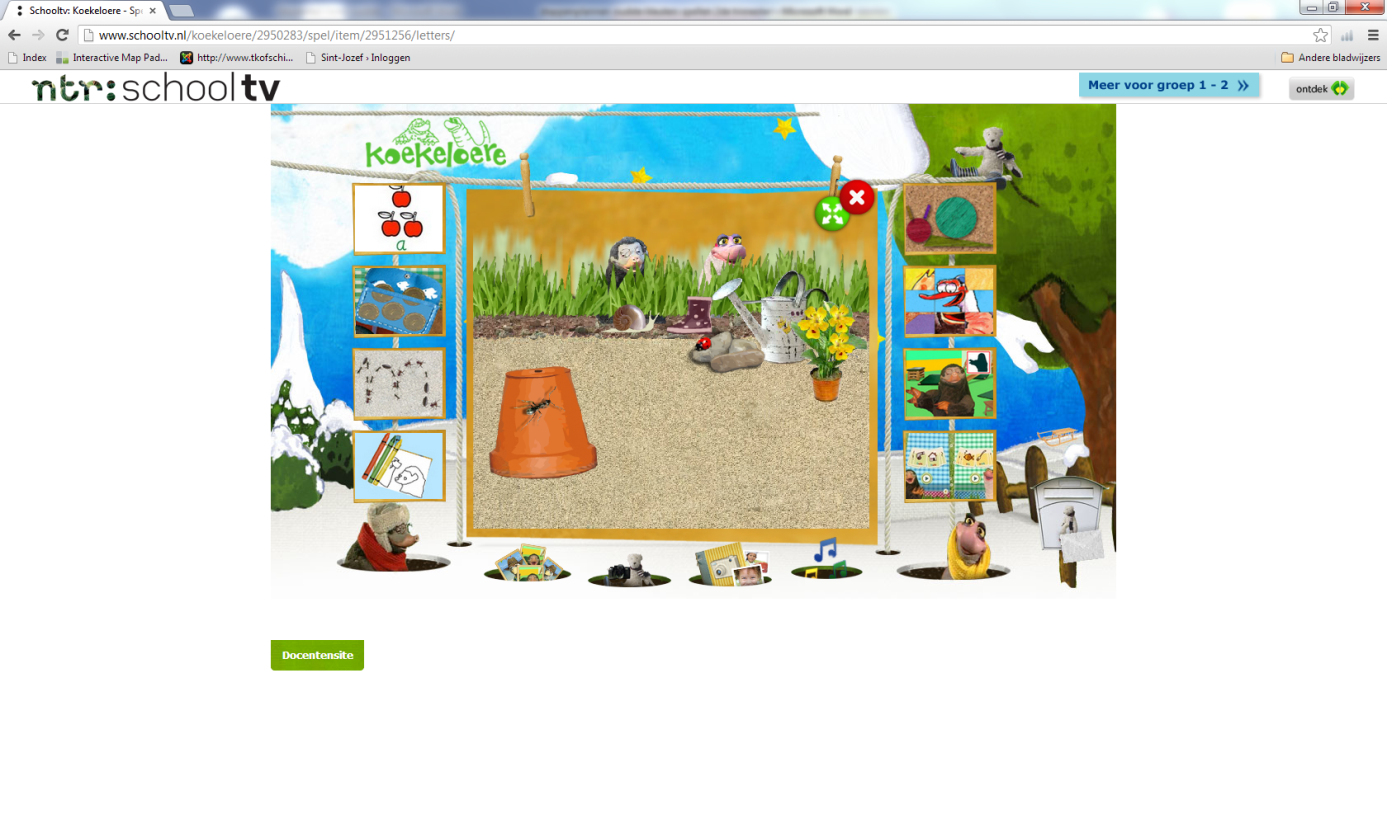 Schooltv: Koekeloere - Spe
www.schooltv.nl/koekeloere/2950283/spel/item/2951256/letters/
Index
Interactive Map Pad...
http://www.tkofschi...
Sint-Jozef › Inloggen
Andere bladwijzers
ntr: schooltv
Meer voor groep 1 - 2 »
ontdek
koekeloere
a
m
Docentensite